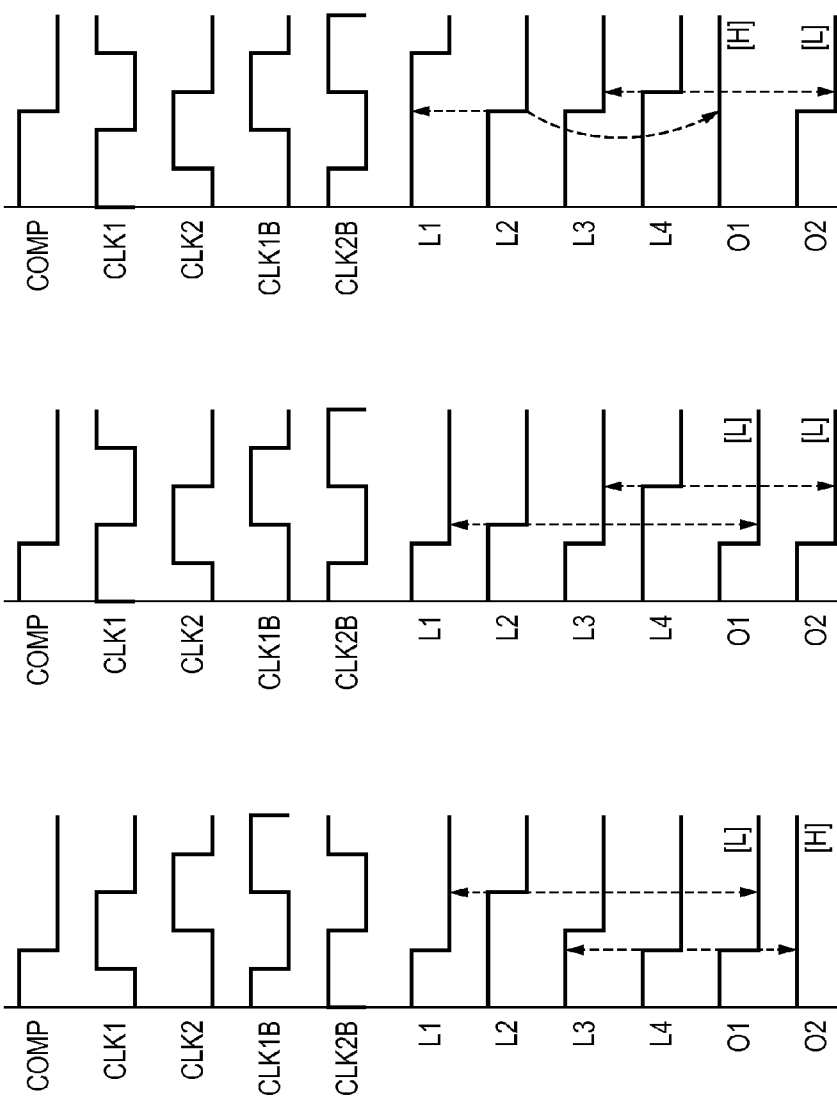 COMP
CLK1
CLK2
CLK1B
CLK2B
L1
L2
L3
L4
O1
O2
[H]
[L]
COMP
CLK1
CLK2
CLK1B
CLK2B
L1
L2
L3
L4
O1
O2
[L]
[L]
COMP
CLK1
CLK2
CLK1B
CLK2B
L1
L2
L3
L4
O1
O2
[L]
[H]